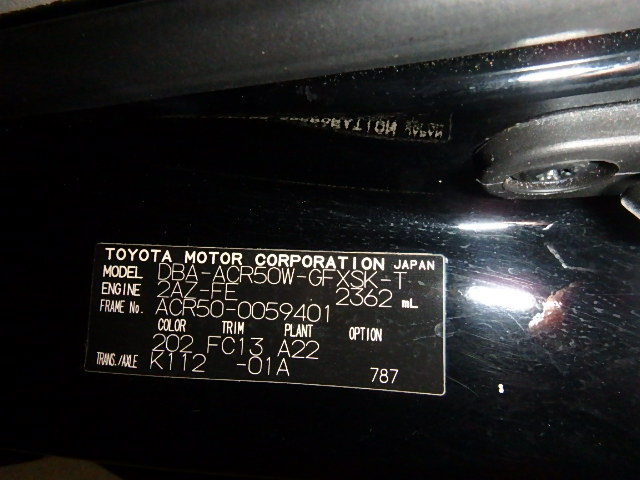 TOYOTA MOTOR CORPORATION JAPAN
MODEL DBA-ACR50W-GFXSK-T
ENGINE 2AZ-FE 2362 mL
FRAME No. ACR50-0059401
COLOR TRIM PLANT OPTION
202 FC13 A22
TRANS./AXLE K112 -01A 787